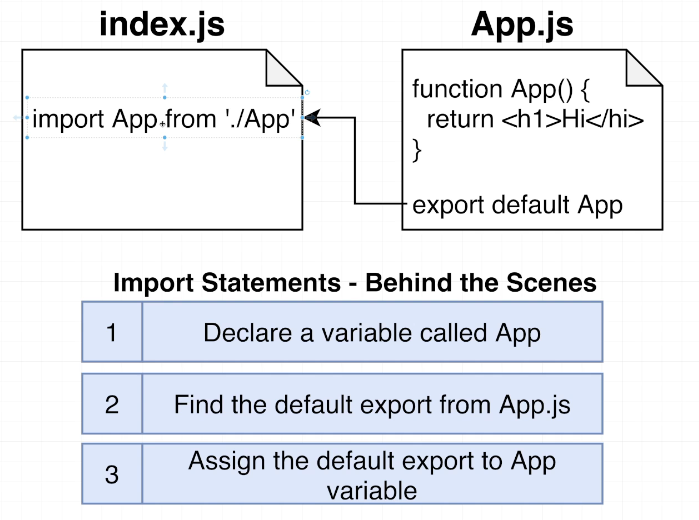 index.js
import App from './App'
App.js
function App() {
return <h1>Hi</hi>
}
export default App
Import Statements - Behind the Scenes
1 Declare a variable called App
2 Find the default export from App.js
3 Assign the default export to App
variable